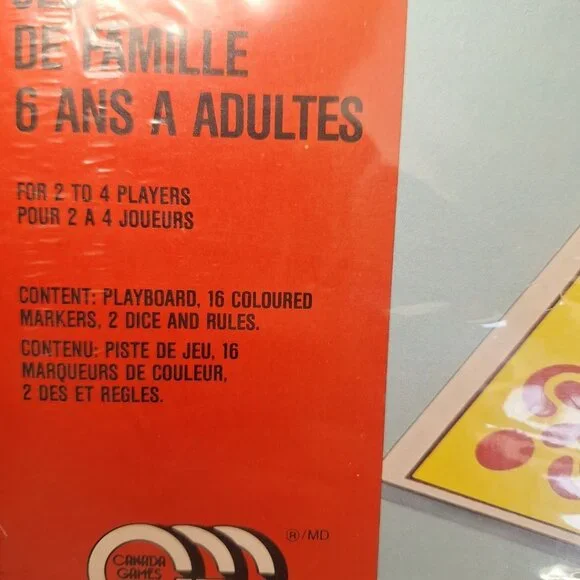 DE FAMILLE
6 ANS A ADULTES
FOR 2 TO 4 PLAYERS
POUR 2 A 4 JOUEURS
CONTENT: PLAYBOARD, 16 COLOURED
MARKERS, 2 DICE AND RULES.
CONTENU: PISTE DE JEU, 16
MARQUEURS DE COULEUR,
2 DES ET REGLES.
®/MD
CANADA
GAMES